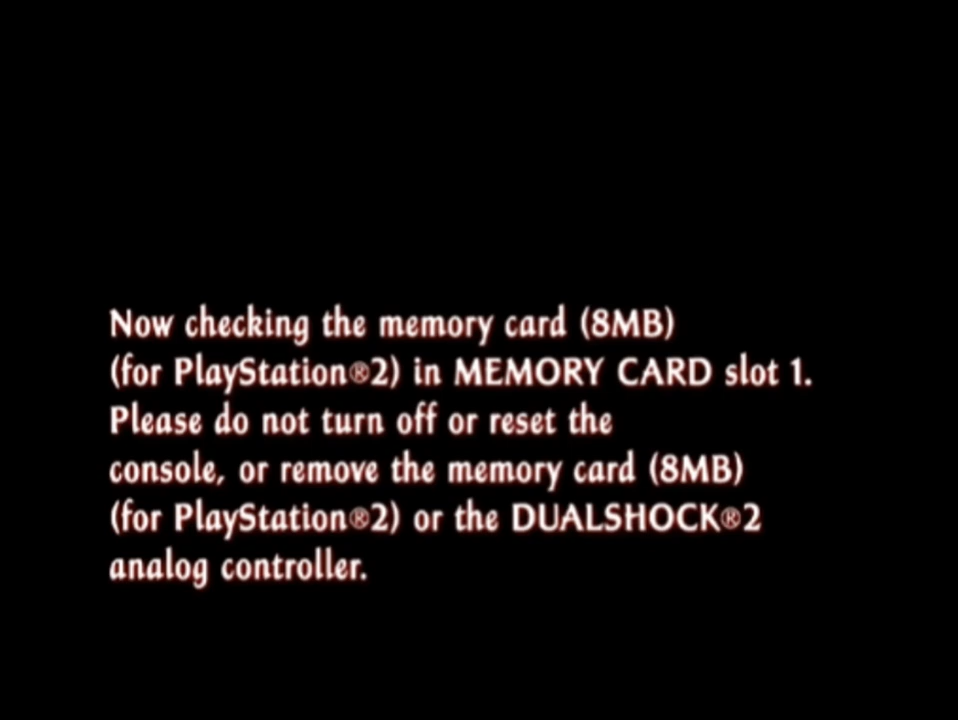 Now checking the memory card (8MB)
(for PlayStation®2) in MEMORY CARD slot 1.
Please do not turn off or reset the
console, or remove the memory card (8MB)
(for PlayStation®2) or the DUALSHOCK®2
analog controller.